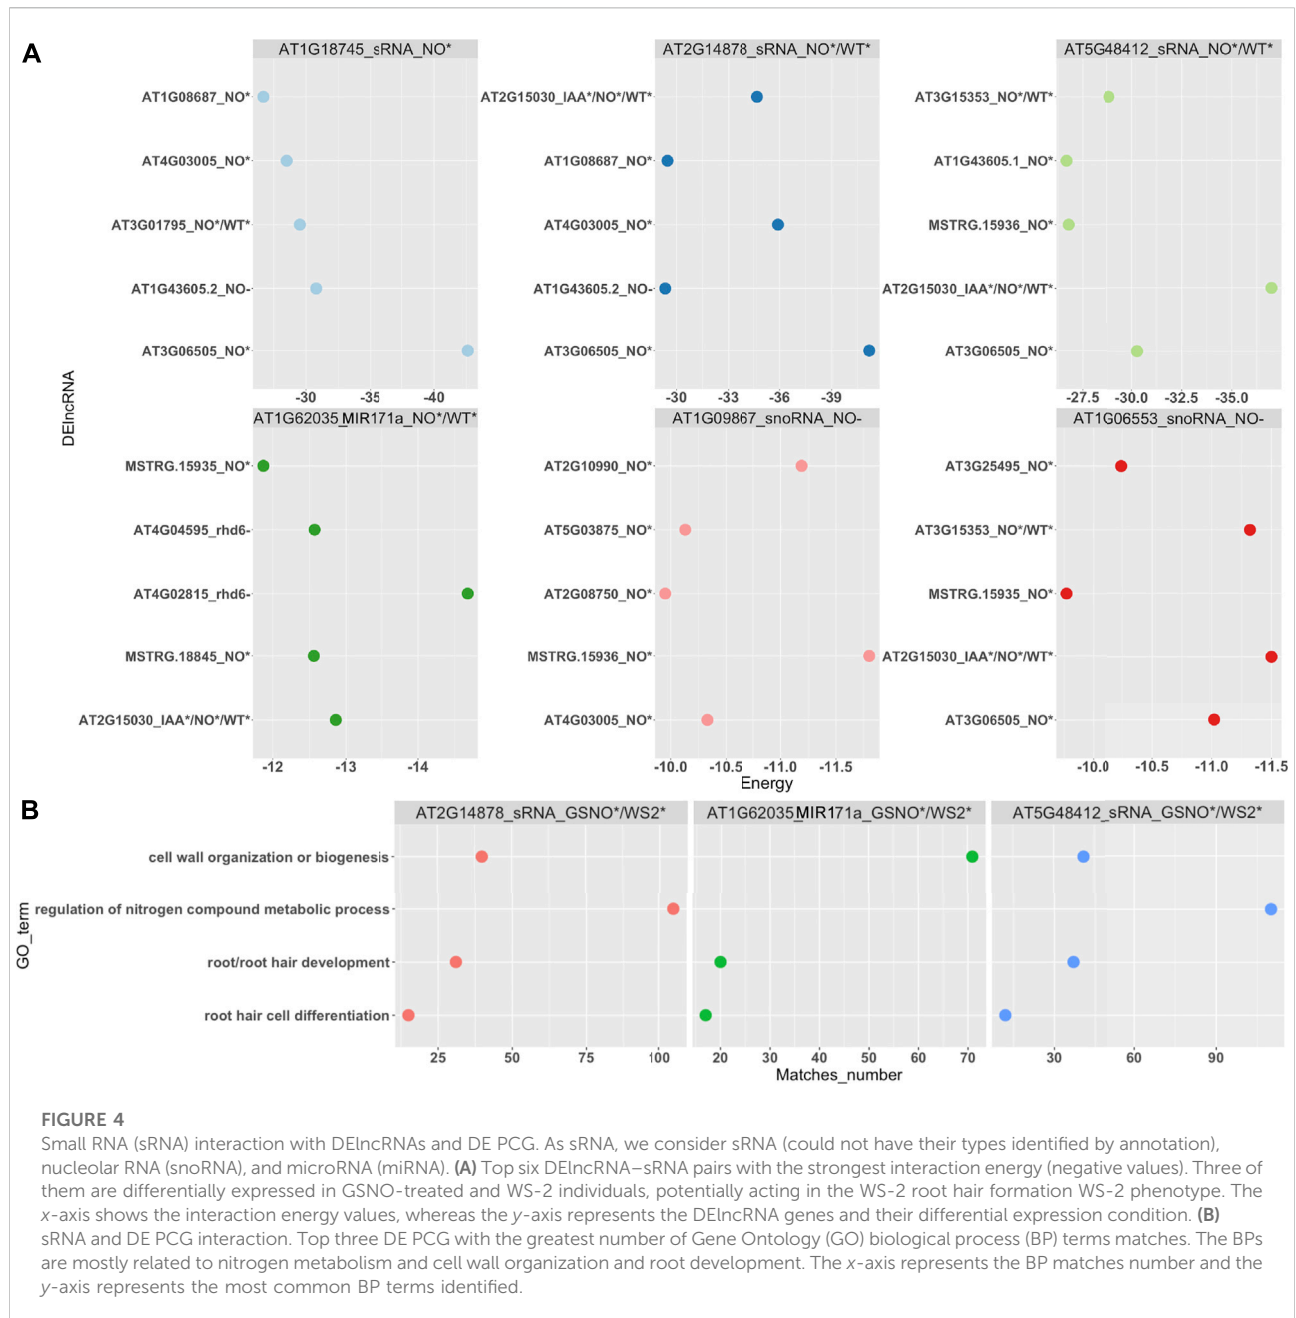 A
AT1G18745_sRNA_NO*
AT2G14878_sRNA_NO*/WT*
AT5G48412_sRNA_NO*/WT*
AT1G08687_NO*
AT4G03005_NO*
AT3G01795_NO*/WT*
AT1G43605.2_NO-
AT3G06505_NO*
-30 -35 -40
AT2G15030_IAA*/NO*/WT*
AT1G08687_NO*
AT4G03005_NO*
AT1G43605.2_NO-
AT3G06505_NO*
-30 -33 -36 -39
AT3G15353_NO*/WT*
AT1G43605.1_NO*
MSTRG.15936_NO*
AT2G15030_IAA*/NO*/WT*
AT3G06505_NO*
-27.5 -30.0 -32.5 -35.0
DElncRNA
AT1G62035_MIR171a_NO*/WT*
AT1G09867_snoRNA_NO-
AT1G06553_snoRNA_NO-
MSTRG.15935_NO*
AT4G04595_rhd6-
AT4G02815_rhd6-
MSTRG.18845_NO*
AT2G15030_IAA*/NO*/WT*
-12 -13 -14
AT2G10990_NO*
AT5G03875_NO*
AT2G08750_NO*
MSTRG.15936_NO*
AT4G03005_NO*
-10.0 -10.5 -11.0 -11.5
AT3G25495_NO*
AT3G15353_NO*/WT*
MSTRG.15935_NO*
AT2G15030_IAA*/NO*/WT*
AT3G06505_NO*
-10.0 -10.5 -11.0 -11.5
Energy
B
AT2G14878_sRNA_GSNO*/WS2*
AT1G62035_MIR171a_GSNO*/WS2*
AT5G48412_sRNA_GSNO*/WS2*
GO_term
cell wall organization or biogenesis
regulation of nitrogen compound metabolic process
root/root hair development
root hair cell differentiation
25 50 75 100
20 30 40 50 60 70
30 60 90
Matches_number
FIGURE 4
Small RNA (sRNA) interaction with DElncRNAs and DE PCG. As sRNA, we consider sRNA (could not have their types identified by annotation),
nucleolar RNA (snoRNA), and microRNA (miRNA). (A) Top six DElncRNA–sRNA pairs with the strongest interaction energy (negative values). Three of
them are differentially expressed in GSNO-treated and WS-2 individuals, potentially acting in the WS-2 root hair formation WS-2 phenotype. The
x-axis shows the interaction energy values, whereas the y-axis represents the DElncRNA genes and their differential expression condition. (B)
sRNA and DE PCG interaction. Top three DE PCG with the greatest number of Gene Ontology (GO) biological process (BP) terms matches. The BPs
are mostly related to nitrogen metabolism and cell wall organization and root development. The x-axis represents the BP matches number and the
y-axis represents the most common BP terms identified.